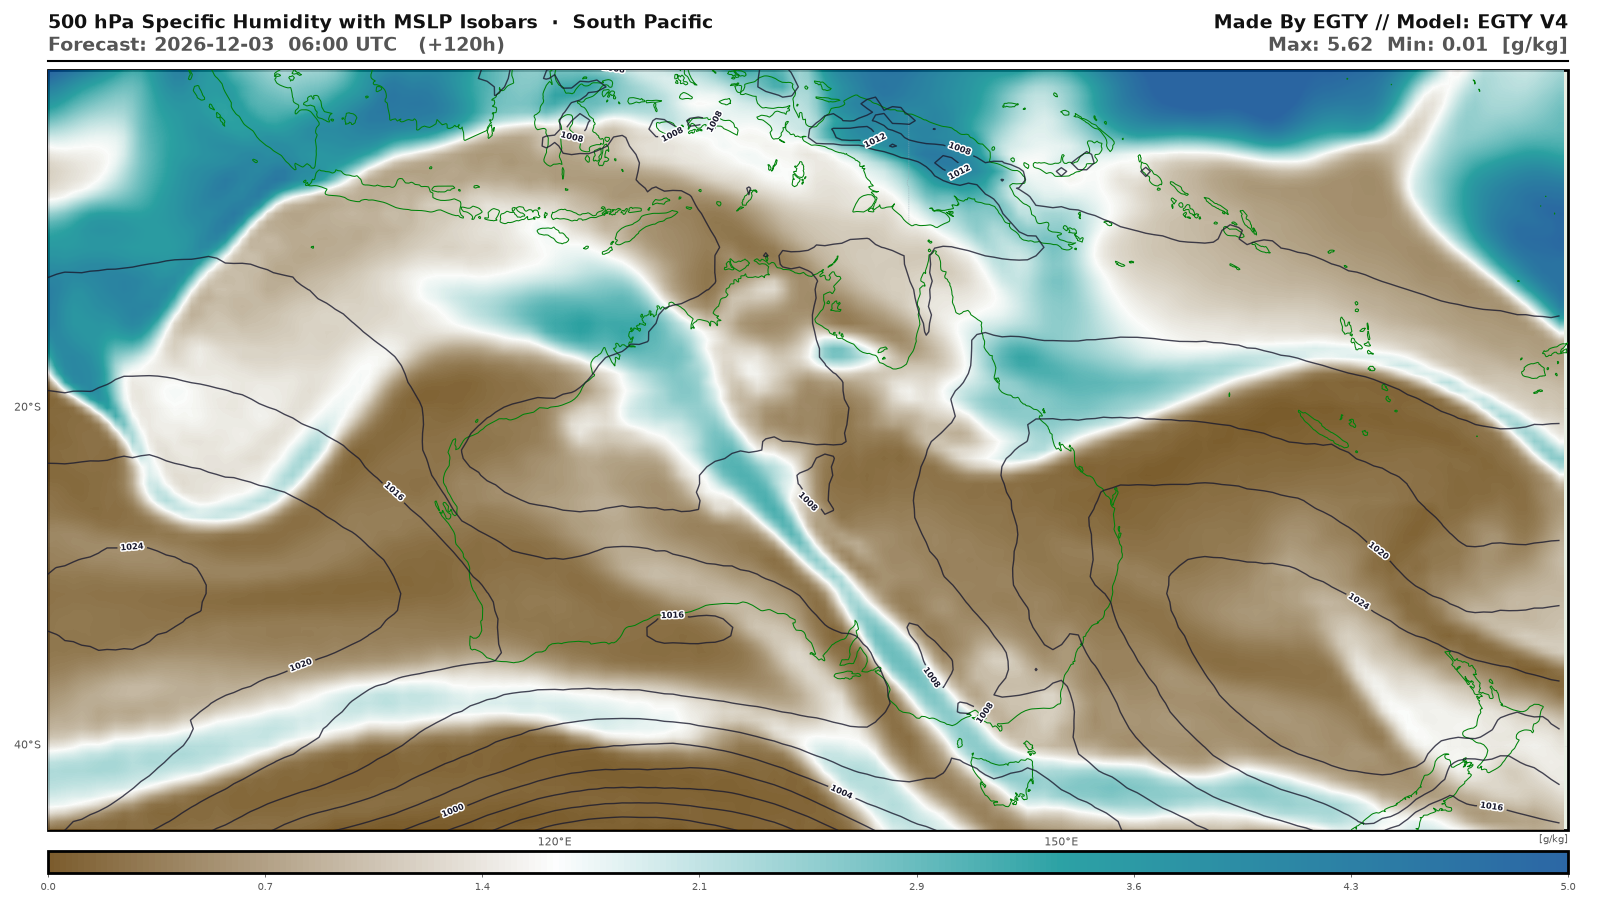 500 hPa Specific Humidity with MSLP Isobars · South Pacific
Made By EGTY // Model: EGTY V4
Forecast: 2026-12-03 06:00 UTC (+120h)
Max: 5.62 Min: 0.01 [g/kg]
1008
1008
1008
1012
1008
1012
20°S
1016
1008
1024
1020
1024
1016
1020
1008
1008
40°S
1004
1000
1016
120°E
150°E
[g/kg]
0.0
0.7
1.4
2.1
2.9
3.6
4.3
5.0